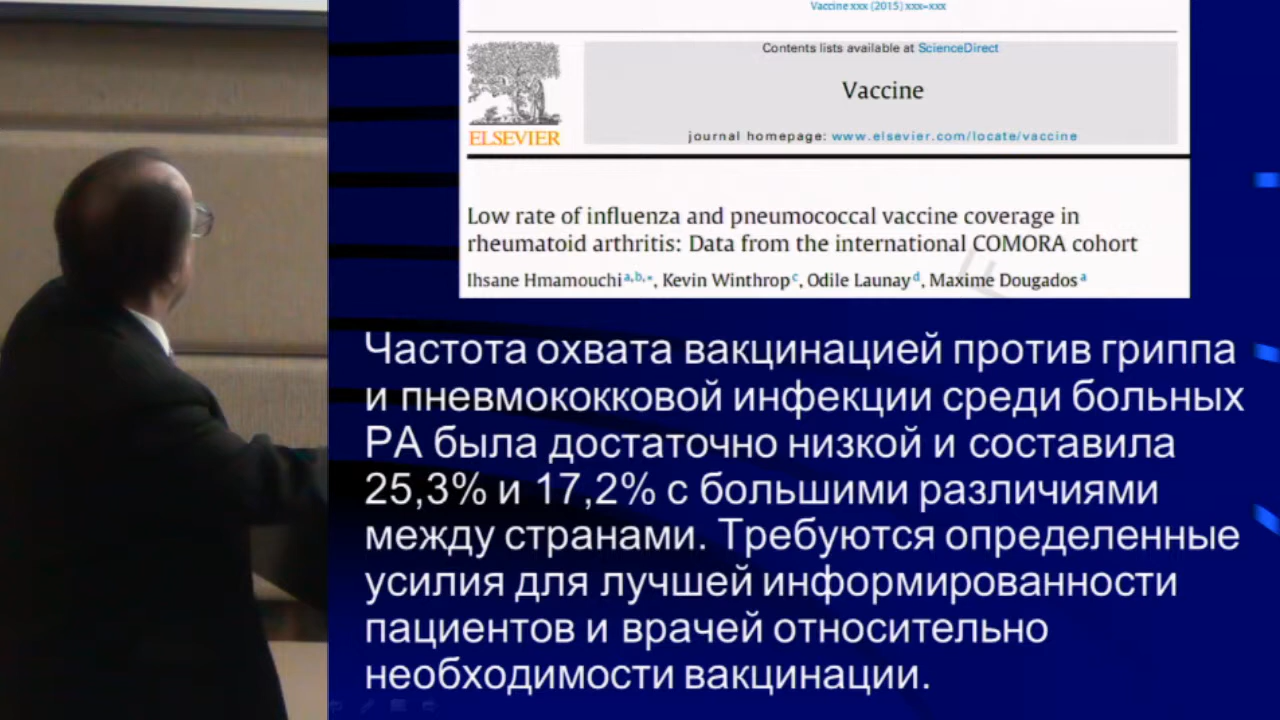 Vaccine xxx (2015) xxx–xxx
Contents lists available at ScienceDirect
Vaccine
ELSEVIER
journal homepage: www.elsevier.com/locate/vaccine
Low rate of influenza and pneumococcal vaccine coverage in
rheumatoid arthritis: Data from the international COMORA cohort
Ihsane Hmamouchi a,b,*, Kevin Winthrop c, Odile Launay d, Maxime Dougados a
Частота охвата вакцинацией против гриппа
и пневмококковой инфекции среди больных
РА была достаточно низкой и составила
25,3% и 17,2% с большими различиями
между странами. Требуются определенные
усилия для лучшей информированности
пациентов и врачей относительно
необходимости вакцинации.